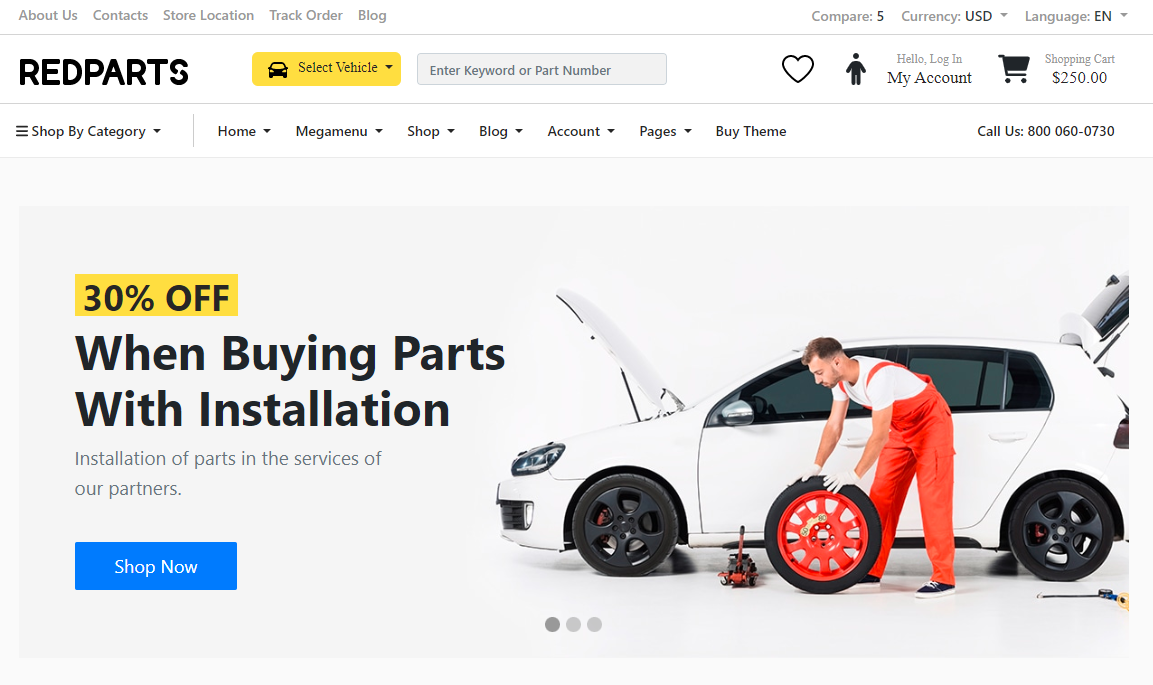 About Us Contacts Store Location Track Order Blog Compare: 5 Currency: USD Language: EN
REDPARTS Select Vehicle Enter Keyword or Part Number Hello, Log In Shopping Cart
My Account $250.00
Shop By Category Home Megamenu Shop Blog Account Pages Buy Theme Call Us: 800 060-0730
30% OFF
When Buying Parts
With Installation
Installation of parts in the services of
our partners.
Shop Now